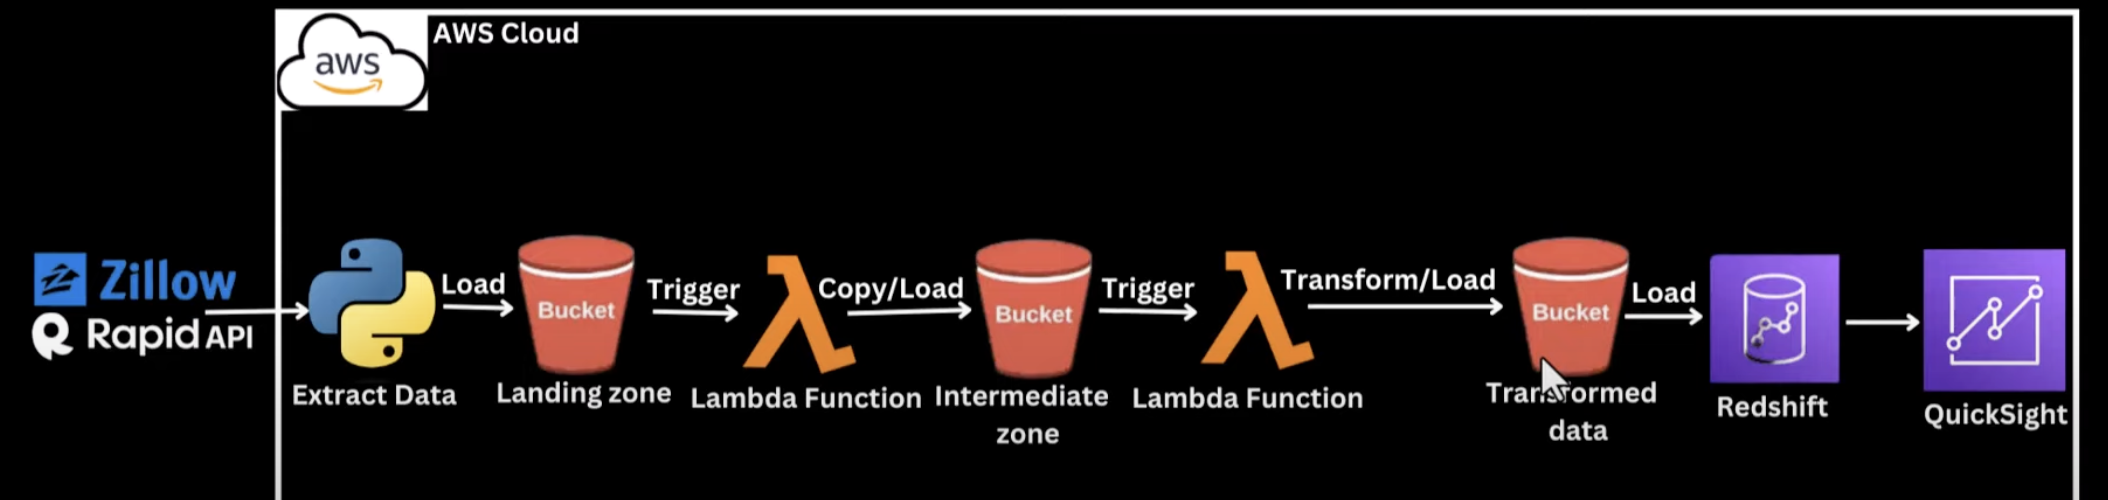 aws
AWS Cloud
Zillow
Rapid API
Extract Data
Load
Bucket
Landing zone
Trigger
Lambda Function
Copy/Load
Bucket
Intermediate
zone
Trigger
Lambda Function
Transform/Load
Bucket
Transformed
data
Load
Redshift
QuickSight